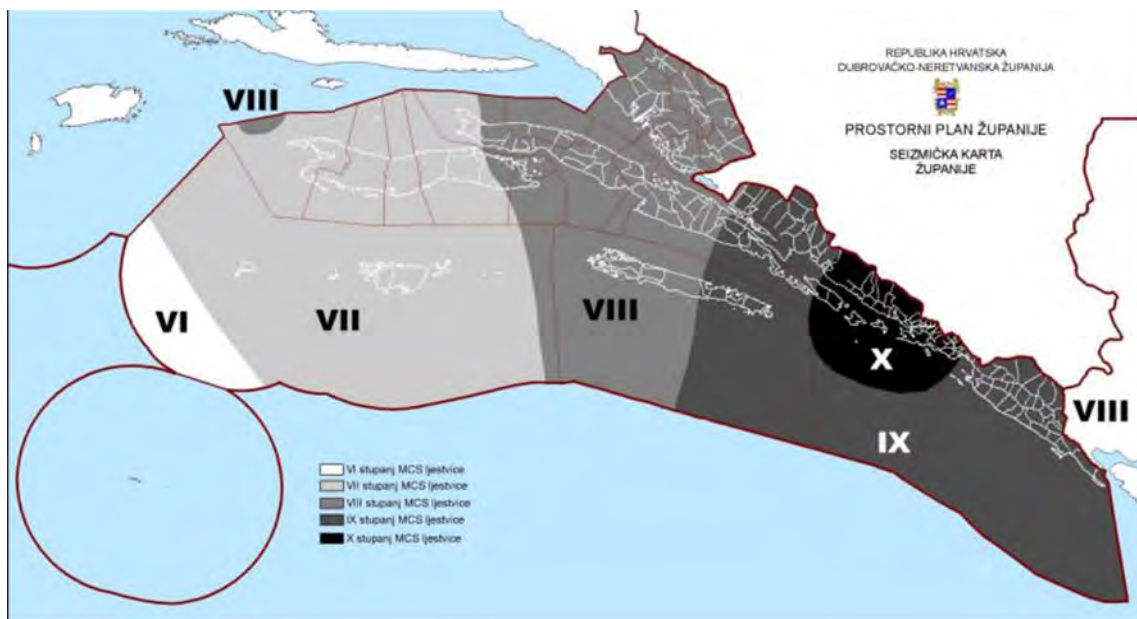 REPUBLIKA HRVATSKA
DUBROVAČKO-NERETVANSKA ŽUPANIJA
PROSTORNI PLAN ŽUPANIJE
SEIZMIČKA KARTA
ŽUPANIJE
VIII
VI
VII
VIII
X
IX
VIII
VI stupanj MCS ljestvice
VII stupanj MCS ljestvice
VIII stupanj MCS ljestvice
IX stupanj MCS ljestvice
X stupanj MCS ljestvice